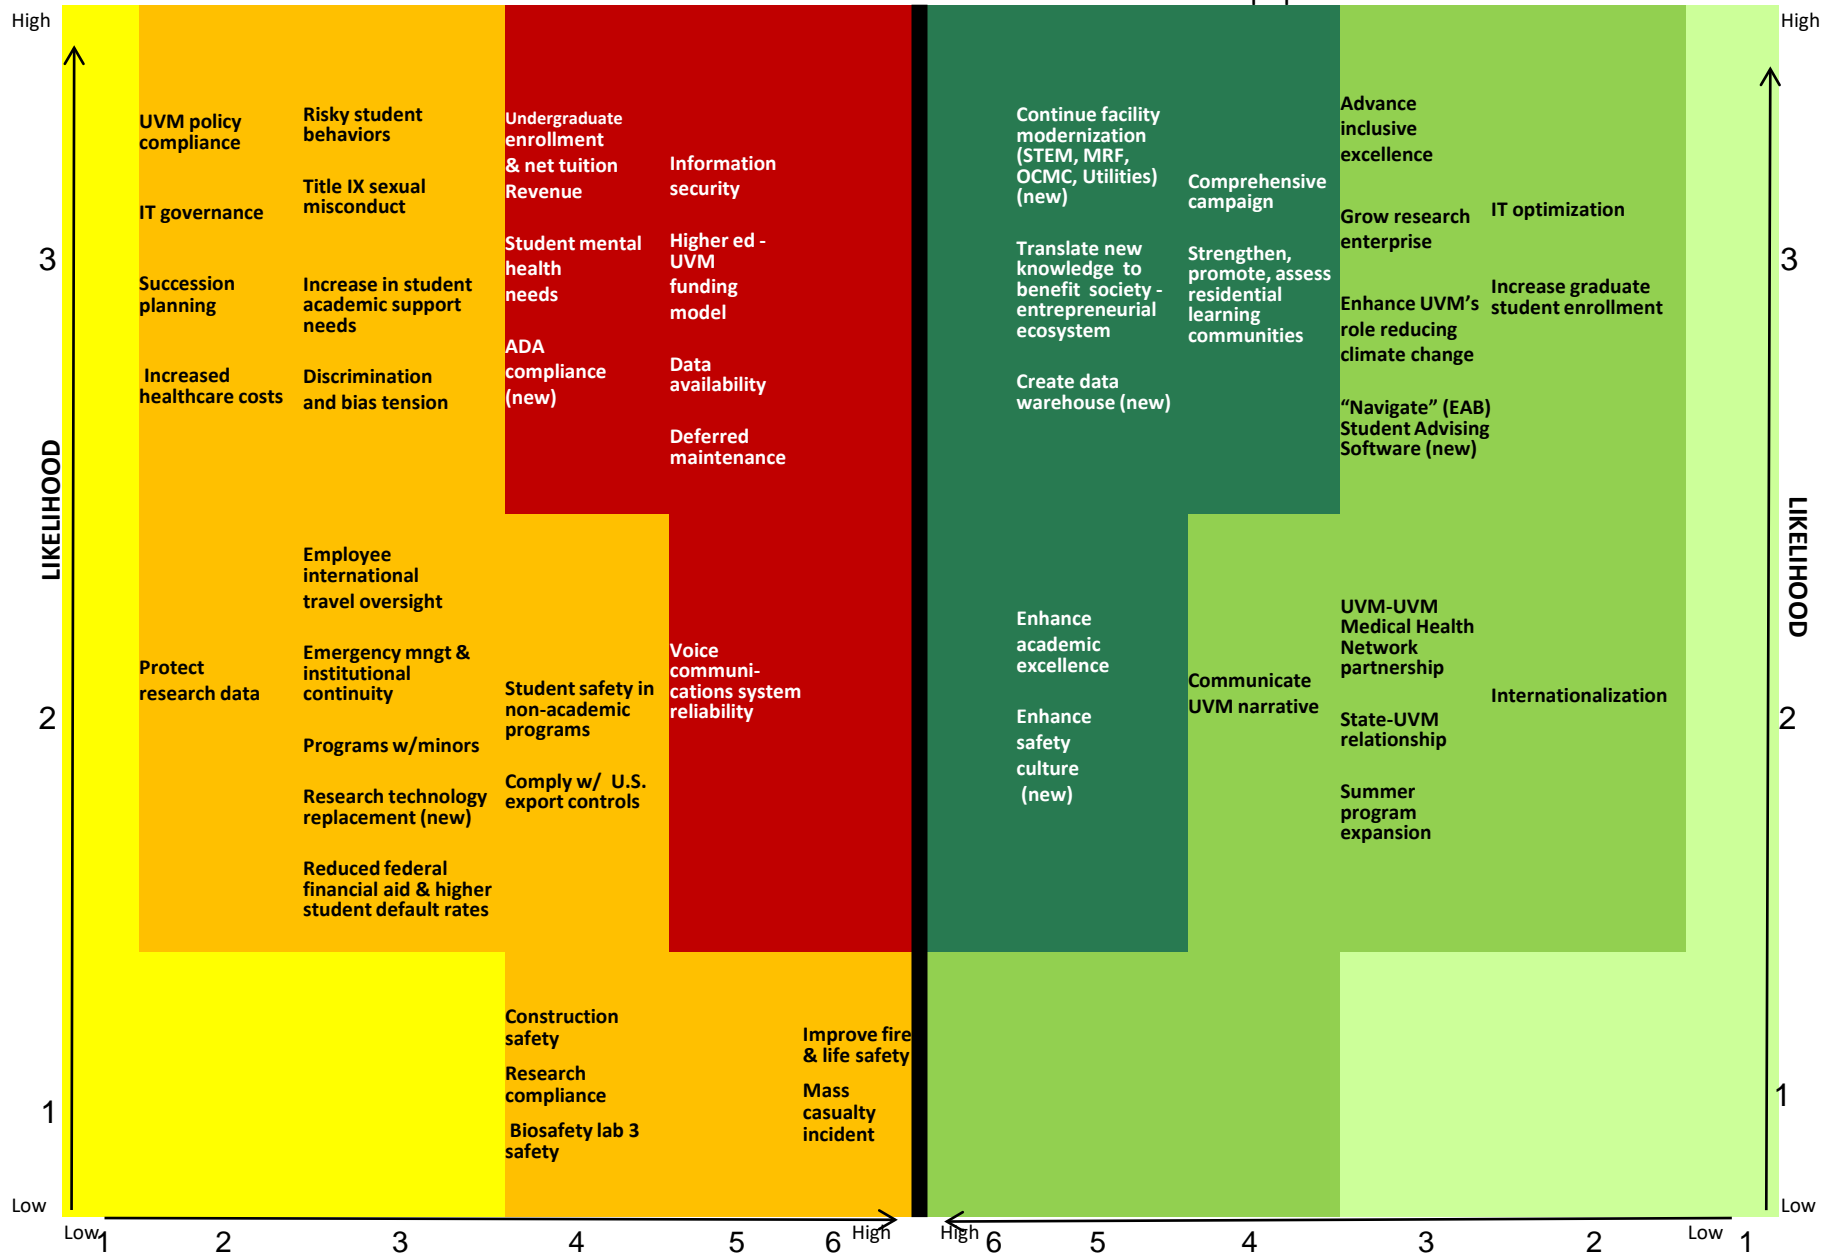 High
High
UVM policy
compliance
IT governance
Succession
planning
Increased
healthcare costs
Risky student
behaviors
Title IX sexual
misconduct
Increase in student
academic support
needs
Discrimination
and bias tension
Undergraduate
enrollment
& net tuition
Revenue
Student mental
health
needs
ADA
compliance
(new)
Information
security
Higher ed -
UVM
funding
model
Data
availability
Deferred
maintenance
Continue facility
modernization
(STEM, MRF,
OCMC, Utilities)
(new)
Translate new
knowledge to
benefit society -
entrepreneurial
ecosystem
Create data
warehouse (new)
Comprehensive
campaign
Strengthen,
promote, assess
residential
learning
communities
Advance
inclusive
excellence
Grow research
enterprise
Enhance UVM's
role reducing
climate change
“Navigate” (EAB)
Student Advising
Software (new)
IT optimization
Increase graduate
student enrollment
3
3
LIKELIHOOD
LIKELIHOOD
Protect
research data
Employee
international
travel oversight
Emergency mngt &
institutional
continuity
Programs w/minors
Research technology
replacement (new)
Reduced federal
financial aid & higher
student default rates
Student safety in
non-academic
programs
Comply w/ U.S.
export controls
Voice
communi-
cations system
reliability
Enhance
academic
excellence
Enhance
safety
culture
(new)
Communicate
UVM narrative
UVM-UVM
Medical Health
Network
partnership
State-UVM
relationship
Summer
program
expansion
Internationalization
2
2
Construction
safety
Research
compliance
Biosafety lab 3
safety
Improve fire
& life safety
Mass
casualty
incident
1
1
Low
Low
Low
1
2
3
4
5
6
High
High
6
5
4
3
2
Low
1